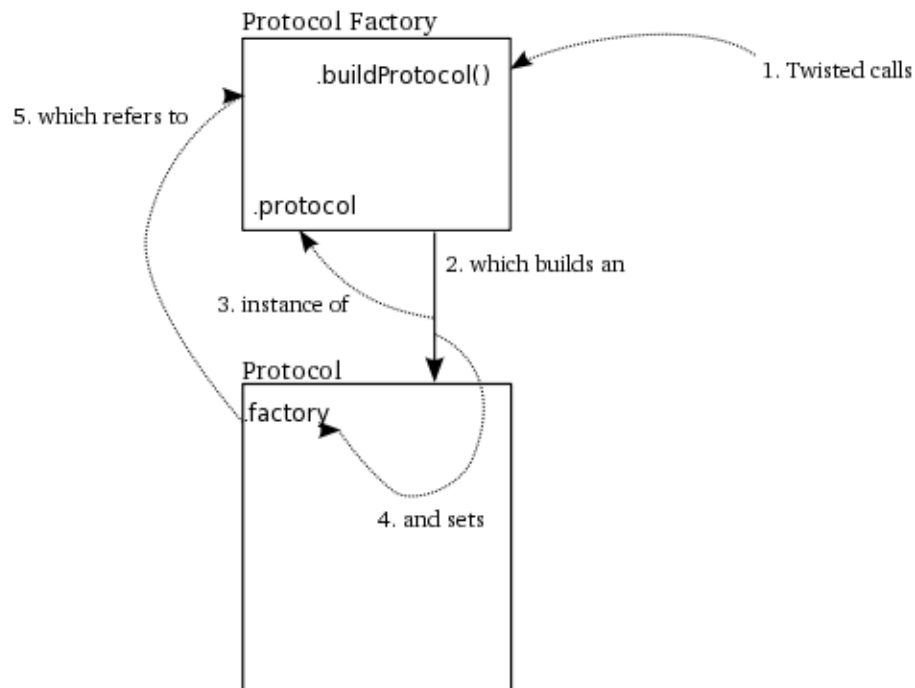 Protocol Factory
.buildProtocol()
1. Twisted calls
5. which refers to
.protocol
2. which builds an
3. instance of
Protocol
.factory
4. and sets